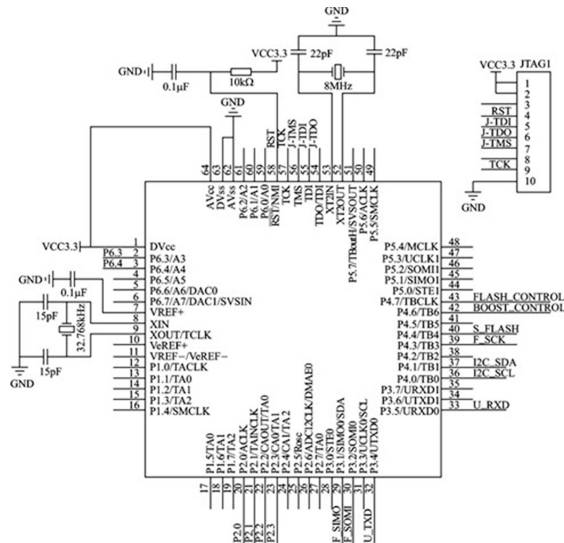 GND
22pF
22pF
VCC3.3
GND
10kΩ
0.1μF
8MHz
GND
VCC3.3
JTAG1
1
2
3
4
5
6
7
8
9
10
RST
J-TDI
J-TDO
J-TMS
TCK
GND
RST
TCK
J-TMS
J-TDI
J-TDO
64
63
62
61
60
59
58
57
56
55
54
53
52
51
50
49
AVcc
DVss
AVss
P6.2/A2
P6.1/A1
P6.0/A0
RST/NMI
TCK
TMS
TDI
TDO/TDI
XT2IN
XT2OUT
P5.7/TBoutH/SVSOUT
P5.6/ACLK
P5.5/SMCLK
VCC3.3
P6.3
P6.4
GND
0.1μF
15pF
32.768kHz
15pF
GND
1 DVcc
2 P6.3/A3
3 P6.4/A4
4 P6.5/A5
5 P6.6/A6/DAC0
6 P6.7/A7/DAC1/SVSIN
7 VREF+
8 XIN
9 XOUT/TCLK
10 VeREF+
11 VREF-/VeREF-
12 P1.0/TACLK
13 P1.1/TA0
14 P1.2/TA1
15 P1.3/TA2
16 P1.4/SMCLK
P5.4/MCLK 48
P5.3/UCLK1 47
P5.2/SOMI1 46
P5.1/SIMO1 45
P5.0/STE1 44
P4.7/TBCLK 43 FLASH_CONTROL
P4.6/TB6 42 BOOST_CONTROL
P4.5/TB5 41
P4.4/TB4 40 S_FLASH
P4.3/TB3 39 F_SCK
P4.2/TB2 38
P4.1/TB1 37 I2C_SDA
P4.0/TB0 36 I2C_SCL
P3.7/URXD1 35
P3.6/UTXD1 34
P3.5/URXD0 33 U_RXD
P1.5/TA0
P1.6/TA1
P1.7/TA2
P2.0/ACLK
P2.1/TAINCLK
P2.2/CAOUT/TA0
P2.3/CA0/TA1
P2.4/CA1/TA2
P2.5/Rosc
P2.6/ADC12CLK/DMAE0
P2.7/TA0
P3.0/STE0
P3.1/SIMO0/SDA
P3.2/SOMI0
P3.3/UCLK0/SCL
P3.4/UTXD0
17
18
19
20
21
22
23
24
25
26
27
28
29
30
31
32
P2.0
P2.1
P2.2
P2.3
F_SIMO
F_SOMI
U_TXD